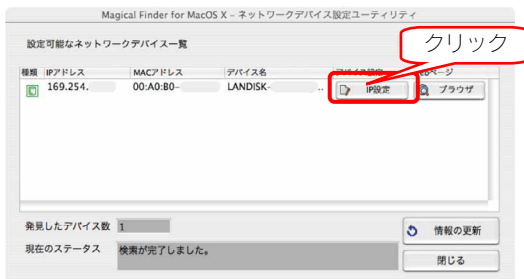 Magical Finder for MacOS X – ネットワークデバイス設定ユーティリティ
設定可能なネットワークデバイス一覧
クリック
種類 IPアドレス MACアドレス デバイス名 デバイス設定 ページ
169.254. 00:A0:B0- LANDISK- .. IP設定 ブラウザ
発見したデバイス数 1
情報の更新
現在のステータス 検索が完了しました。
閉じる